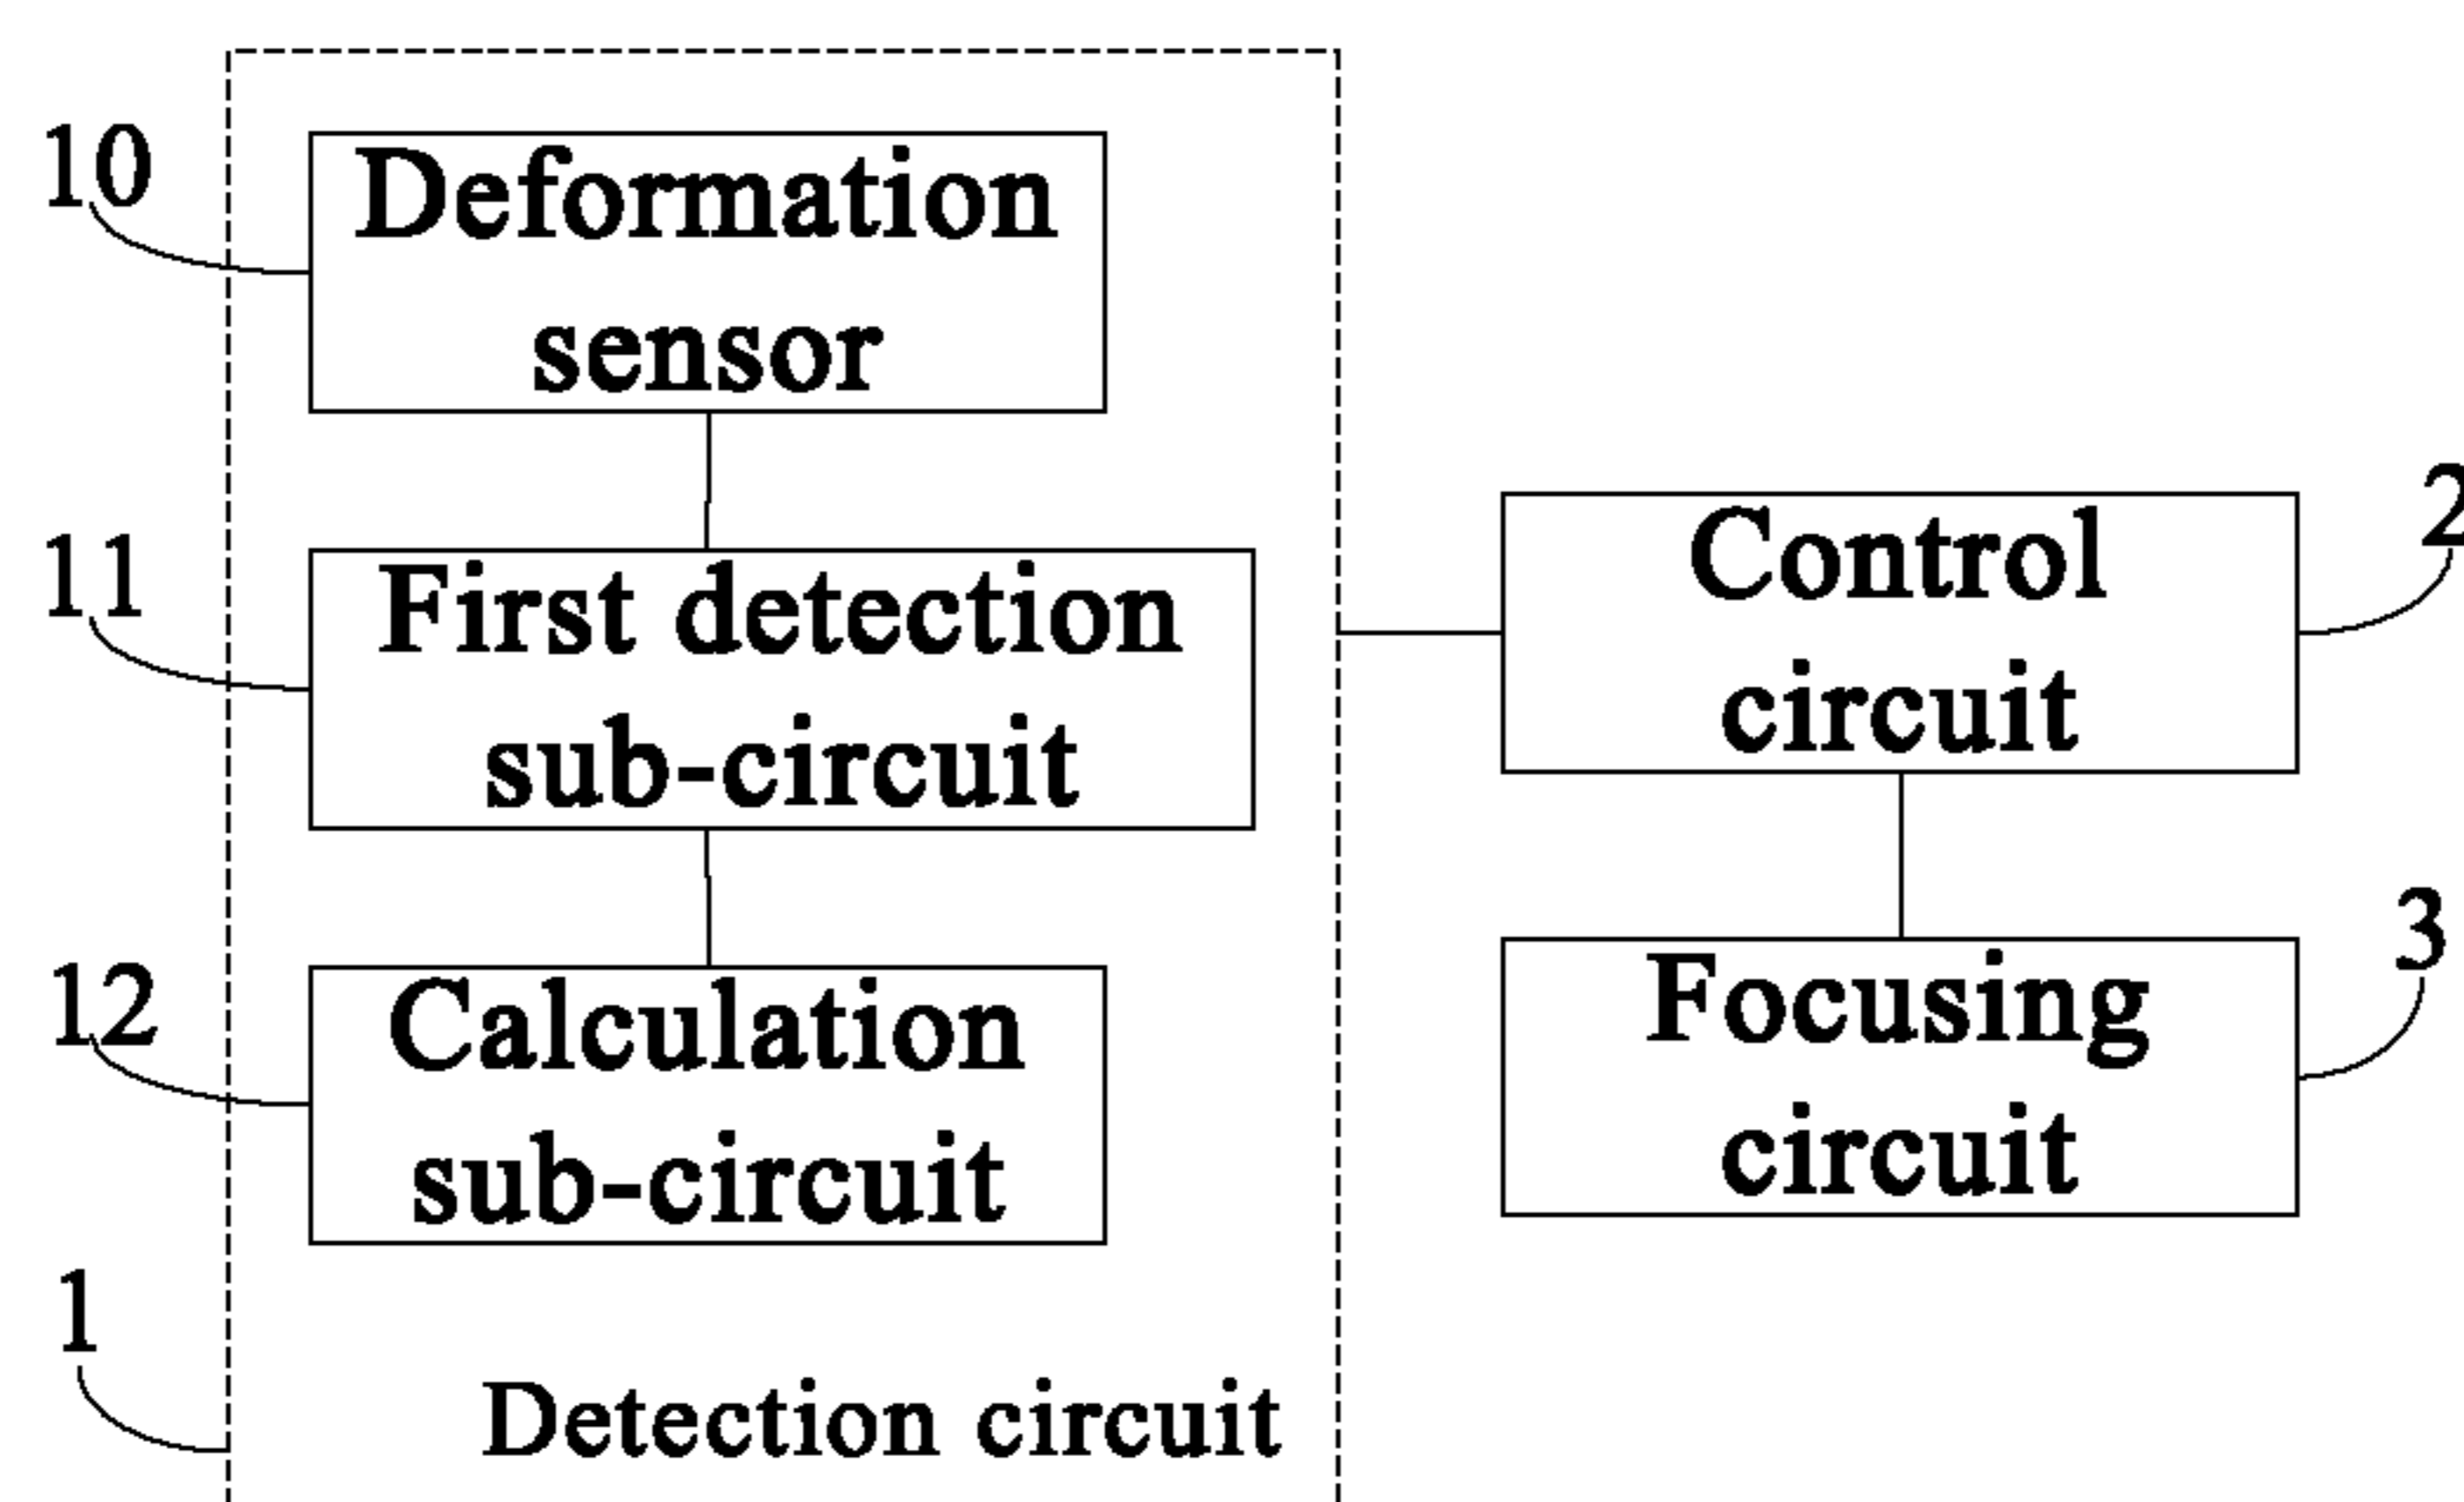 10
Deformation
sensor
11
First detection
sub-circuit
12
Calculation
sub-circuit
1
Detection circuit
Control
circuit
2
Focusing
circuit
3